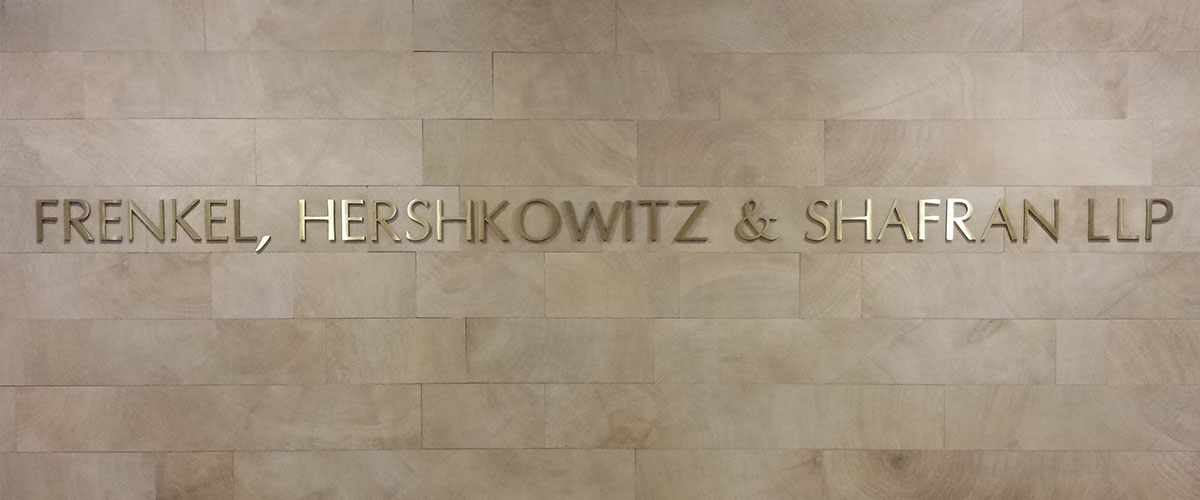 FRENKEL, HERSHKOWITZ & SHAFRAN LLP